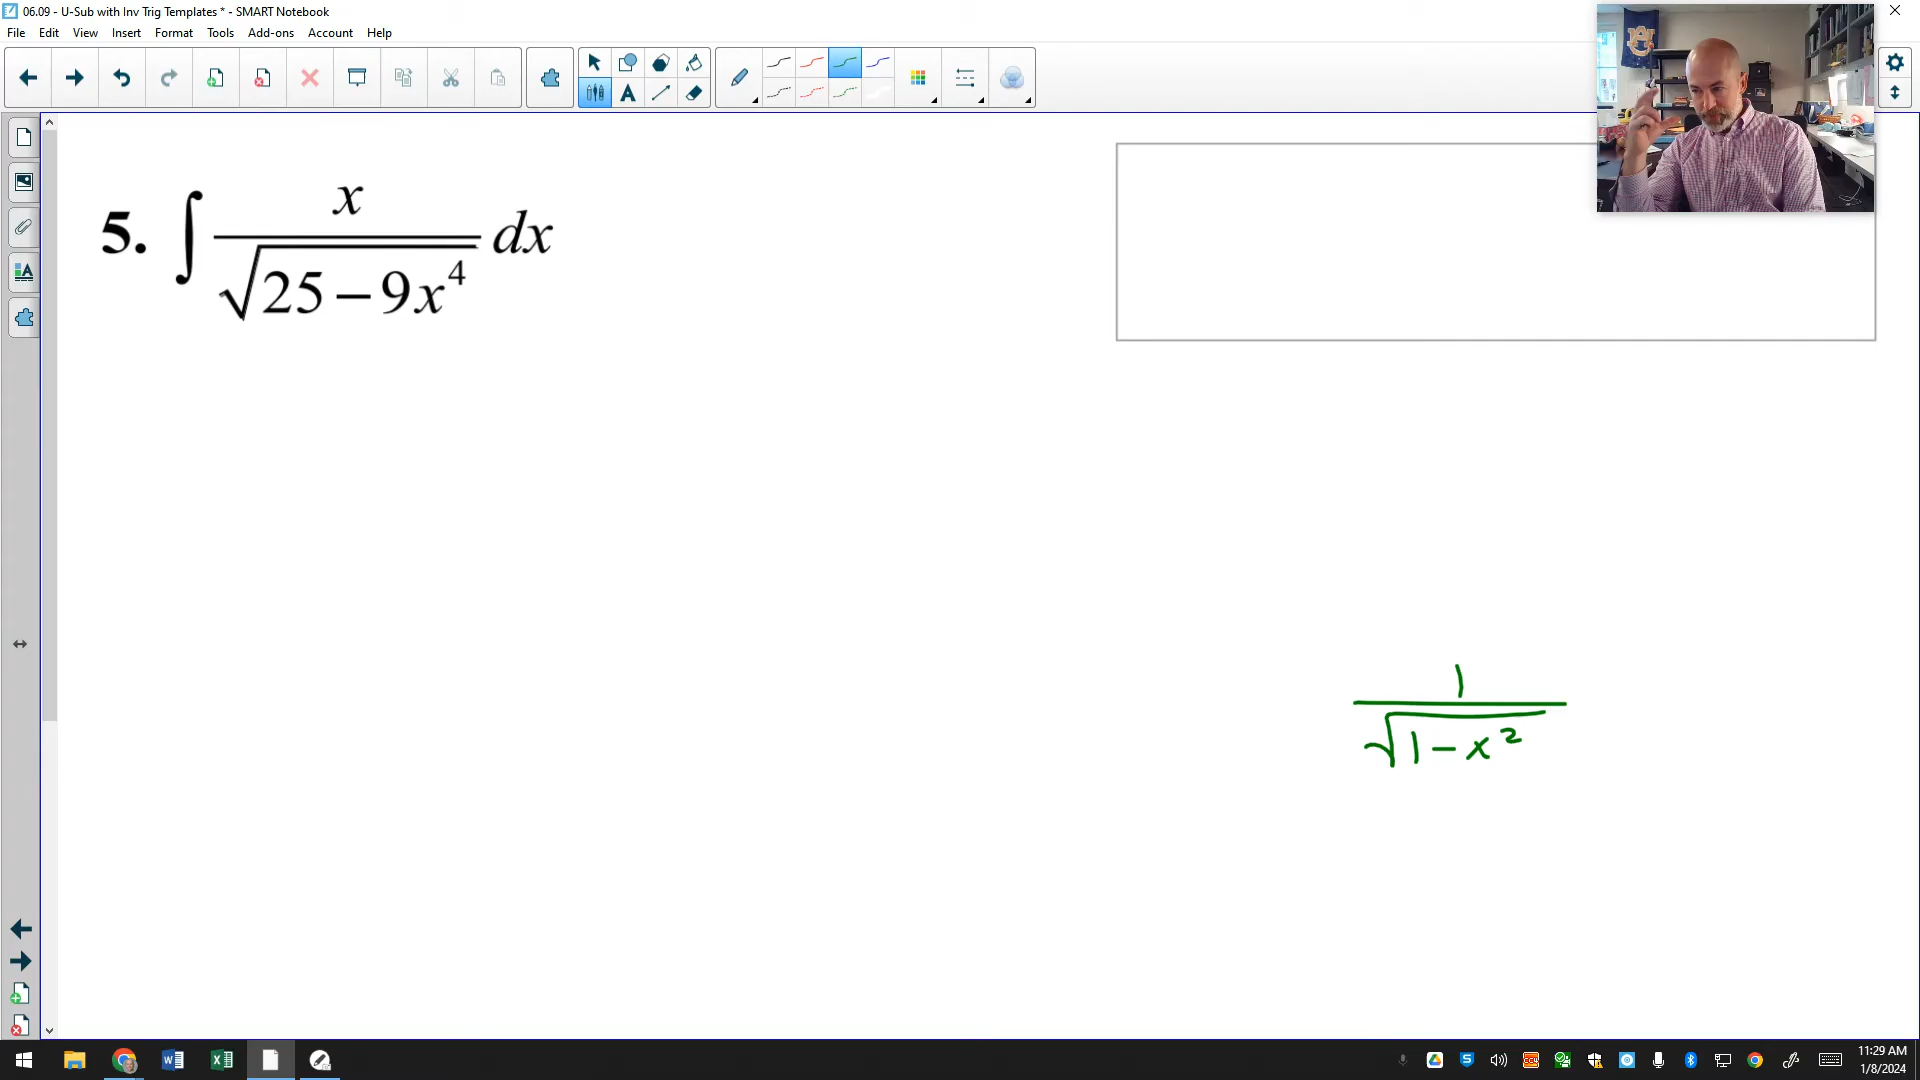 06.09 - U-Sub with Inv Trig Templates * - SMART Notebook
File Edit View Insert Format Tools Add-ons Account Help
5. ∫ x / √(25 − 9x⁴) dx
1 / √(1 − x²)
11:29 AM
1/8/2024